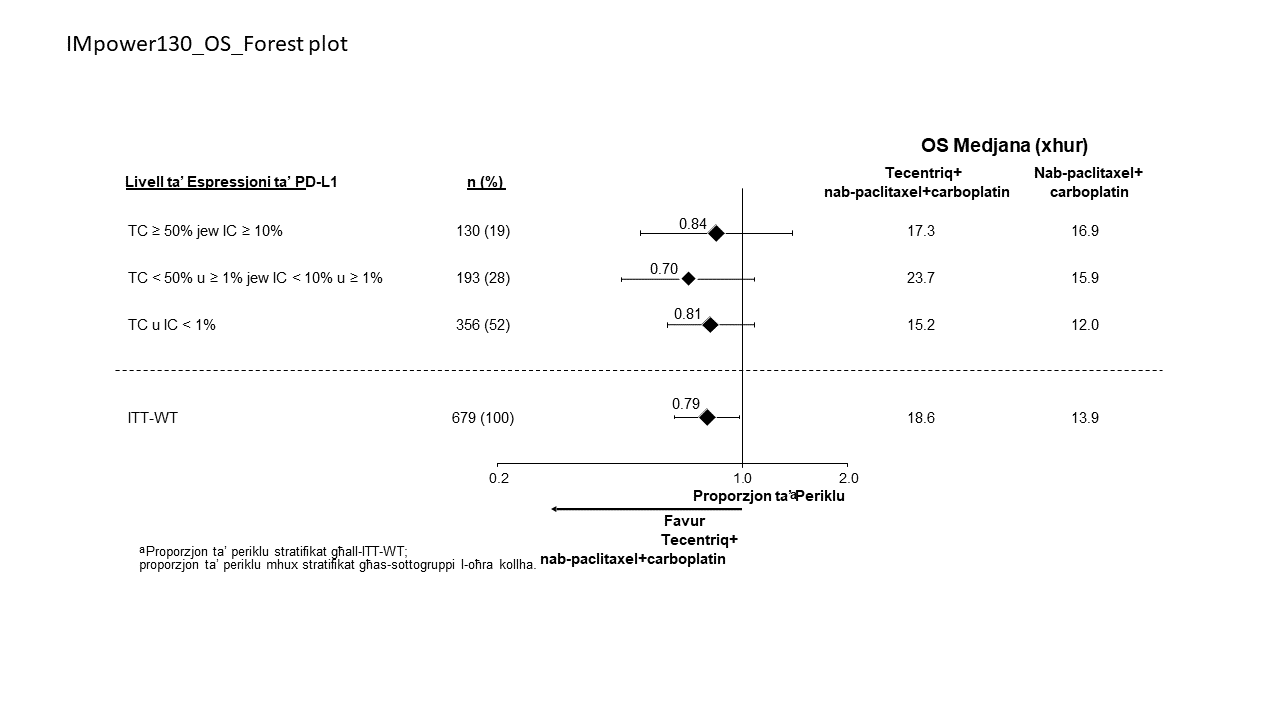 IMpower130_OS_Forest plot
OS Medjana (xhur)
Livell ta’ Espressjoni ta’ PD-L1 n (%) Tecentriq+ Nab-paclitaxel+
nab-paclitaxel+carboplatin carboplatin
TC ≥ 50% jew IC ≥ 10% 130 (19) 0.84 17.3 16.9
TC < 50% u ≥ 1% jew IC < 10% u ≥ 1% 193 (28) 0.70 23.7 15.9
TC u IC < 1% 356 (52) 0.81 15.2 12.0
ITT-WT 679 (100) 0.79 18.6 13.9
0.2 1.0 2.0
Proporzjon ta’ Periklu a
Favur
Tecentriq+
nab-paclitaxel+carboplatin
a Proporzjon ta’ periklu stratifikat għall-ITT-WT;
proporzjon ta’ periklu mhux stratifikat għas-sottogruppi l-oħra kollha.